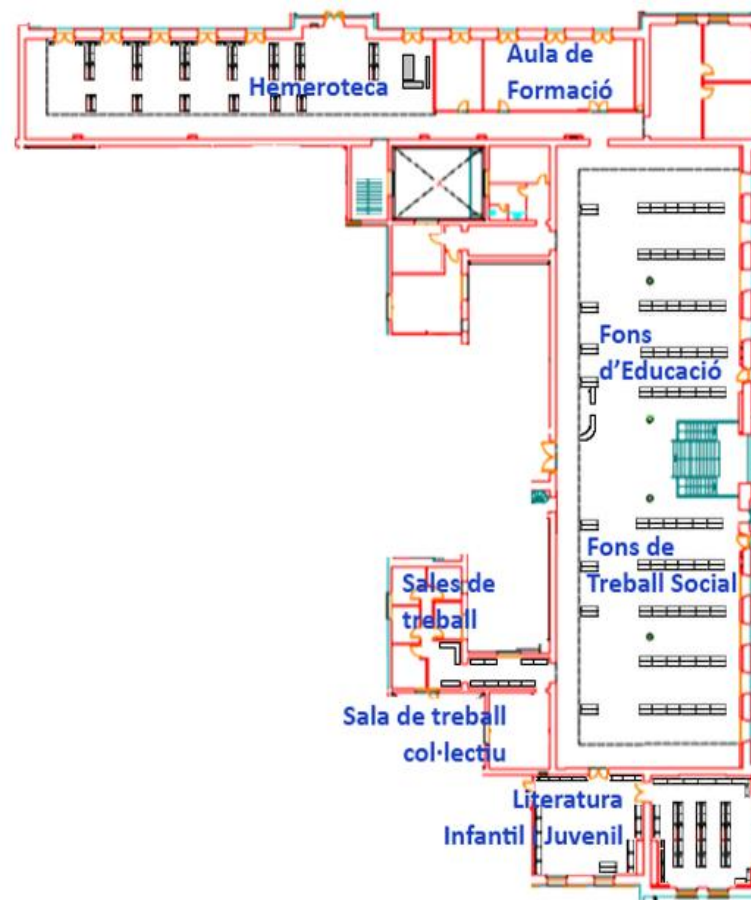 Hemeroteca
Aula de
Formació
Fons
d'Educació
Fons de
Treball Social
Sales de
treball
Sala de treball
col·lectiu
Literatura
Infantil i Juvenil